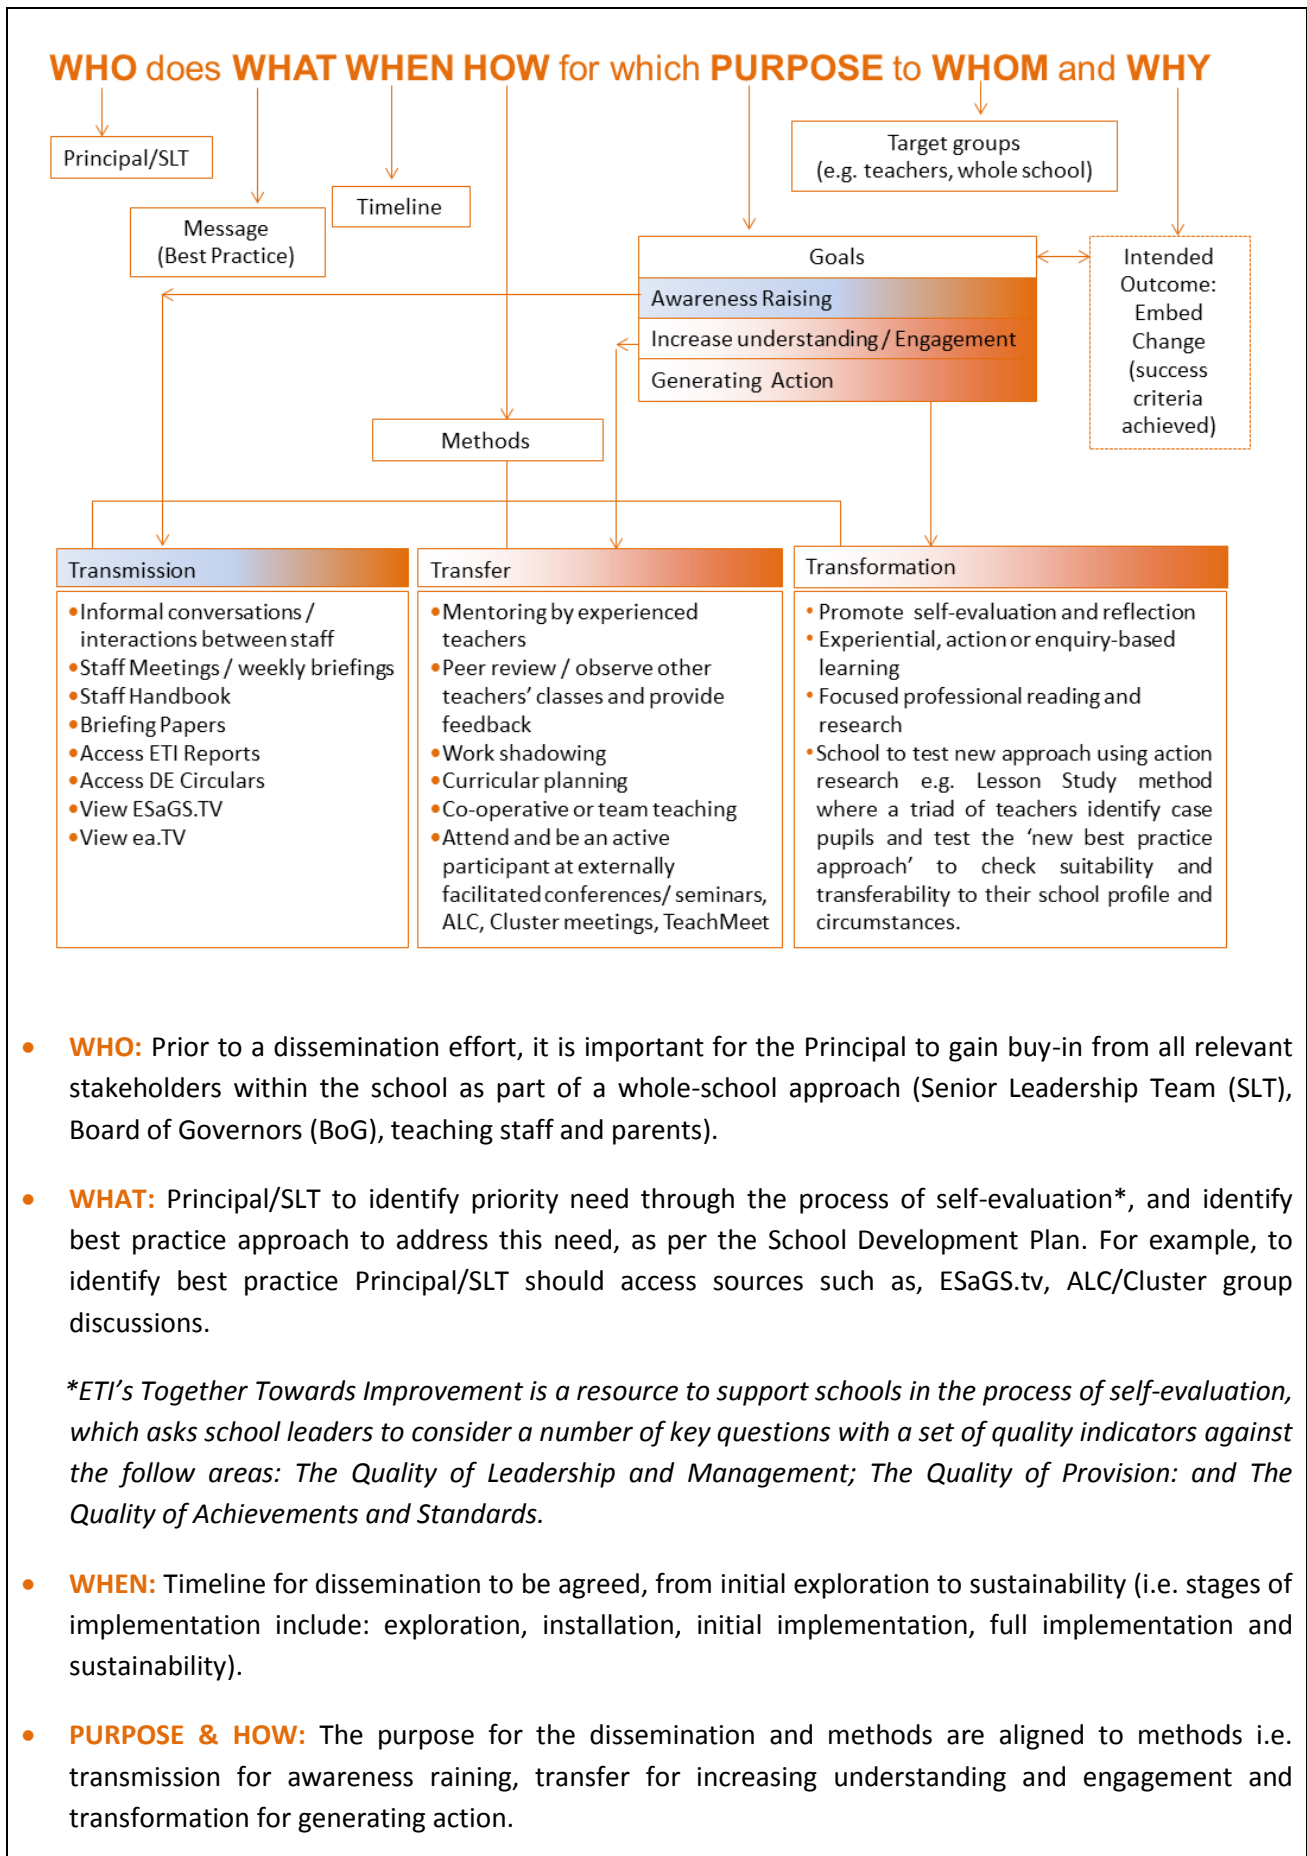 WHO does WHAT WHEN HOW for which PURPOSE to WHOM and WHY
Principal/SLT
Target groups
(e.g. teachers, whole school)
Timeline
Message
(Best Practice)
Goals
Awareness Raising
Increase understanding / Engagement
Generating Action
Intended
Outcome:
Embed
Change
(success
criteria
achieved)
Methods
Transmission
•Informal conversations /
interactions between staff
•Staff Meetings / weekly briefings
•Staff Handbook
•Briefing Papers
•Access ETI Reports
•Access DE Circulars
•View ESaGS.TV
•View ea.TV
Transfer
•Mentoring by experienced
teachers
•Peer review / observe other
teachers’ classes and provide
feedback
•Work shadowing
•Curricular planning
•Co-operative or team teaching
•Attend and be an active
participant at externally
facilitated conferences/ seminars,
ALC, Cluster meetings, TeachMeet
Transformation
• Promote self-evaluation and reflection
• Experiential, action or enquiry-based
learning
• Focused professional reading and
research
•School to test new approach using action
research e.g. Lesson Study method
where a triad of teachers identify case
pupils and test the ‘new best practice
approach’ to check suitability and
transferability to their school profile and
circumstances.
• WHO: Prior to a dissemination effort, it is important for the Principal to gain buy-in from all relevant
stakeholders within the school as part of a whole-school approach (Senior Leadership Team (SLT),
Board of Governors (BoG), teaching staff and parents).
• WHAT: Principal/SLT to identify priority need through the process of self-evaluation*, and identify
best practice approach to address this need, as per the School Development Plan. For example, to
identify best practice Principal/SLT should access sources such as, ESaGS.tv, ALC/Cluster group
discussions.
*ETI’s Together Towards Improvement is a resource to support schools in the process of self-evaluation,
which asks school leaders to consider a number of key questions with a set of quality indicators against
the follow areas: The Quality of Leadership and Management; The Quality of Provision: and The
Quality of Achievements and Standards.
• WHEN: Timeline for dissemination to be agreed, from initial exploration to sustainability (i.e. stages of
implementation include: exploration, installation, initial implementation, full implementation and
sustainability).
• PURPOSE & HOW: The purpose for the dissemination and methods are aligned to methods i.e.
transmission for awareness raining, transfer for increasing understanding and engagement and
transformation for generating action.